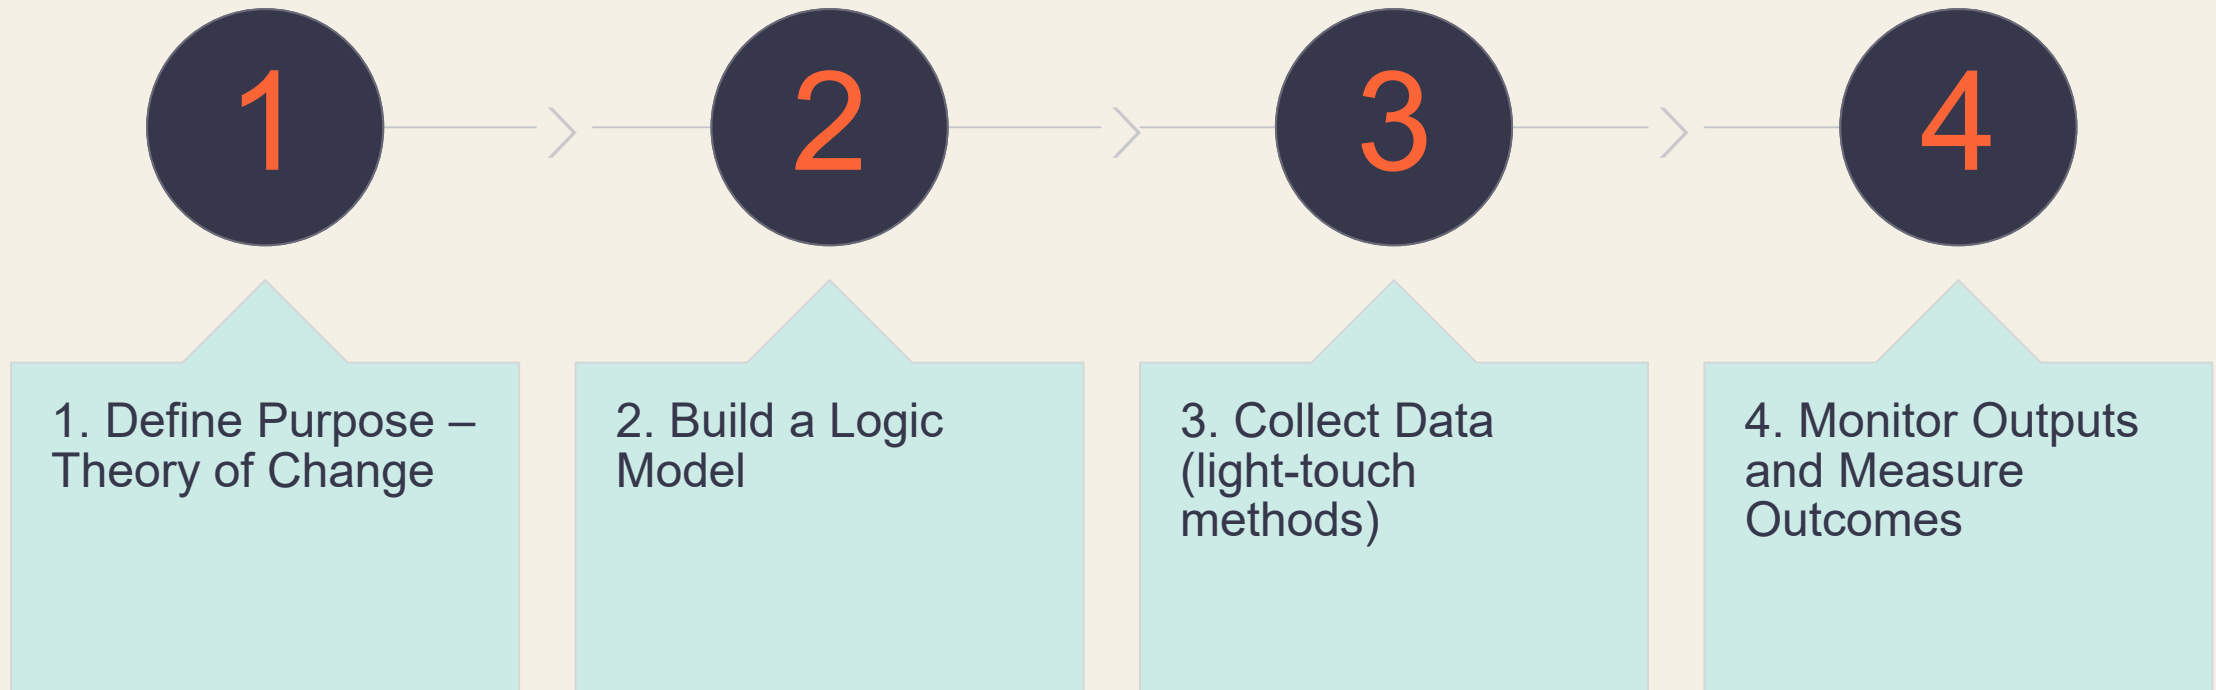 1
2
3
4
1. Define Purpose –
Theory of Change
2. Build a Logic
Model
3. Collect Data
(light-touch
methods)
4. Monitor Outputs
and Measure
Outcomes